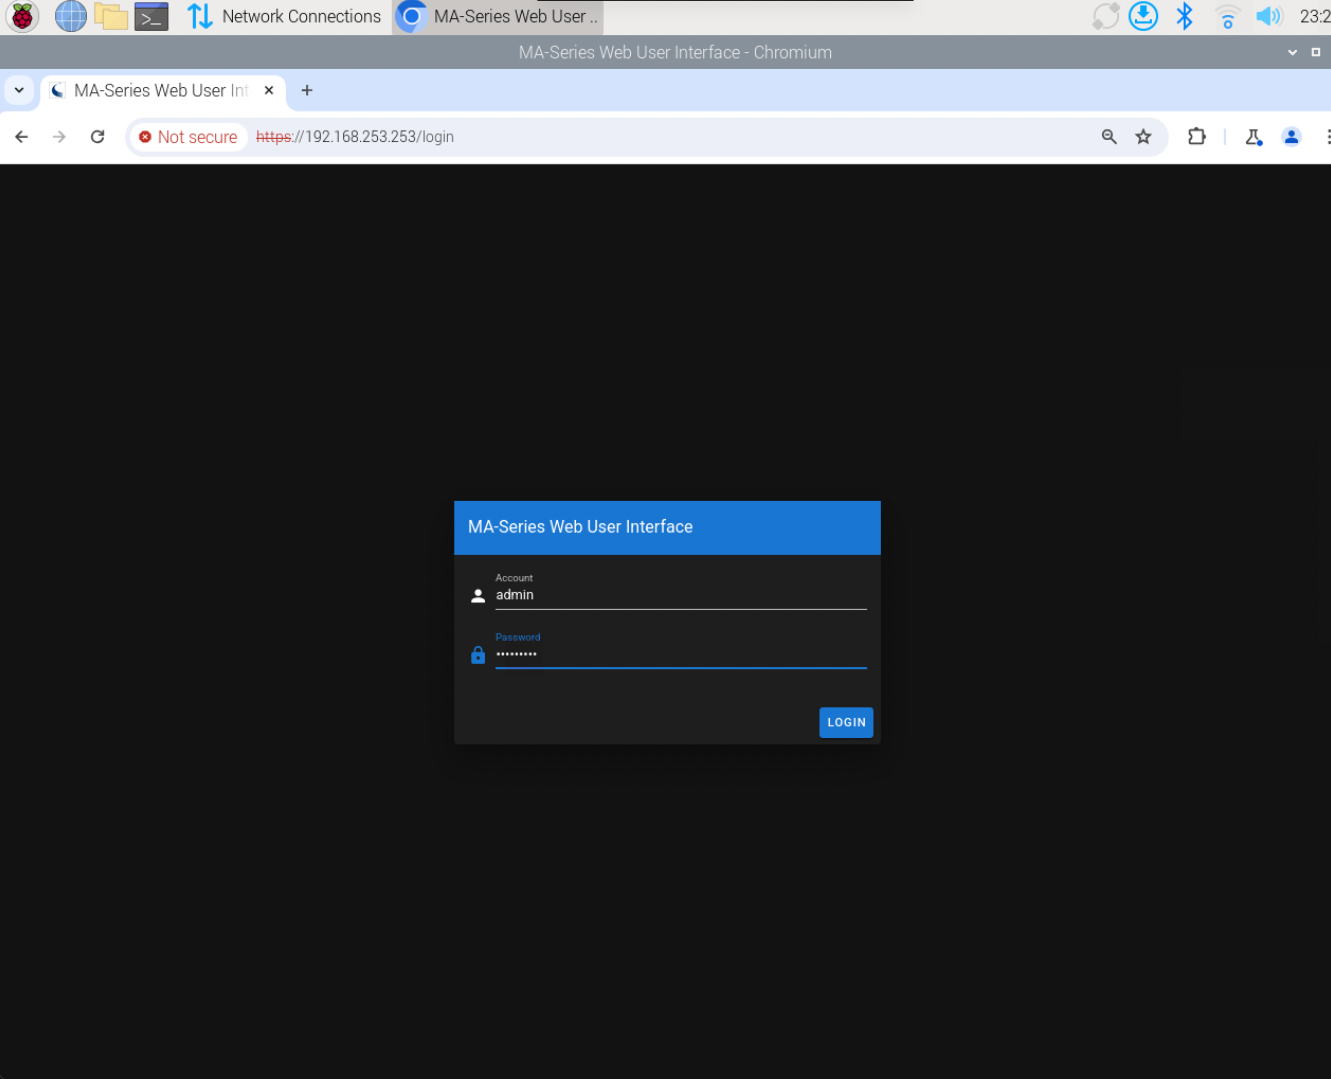 Network Connections
MA-Series Web User ..
23:2
MA-Series Web User Interface - Chromium
MA-Series Web User Int
Not secure
https://192.168.253.253/login
MA-Series Web User Interface
Account
admin
Password
•••••••••
LOGIN